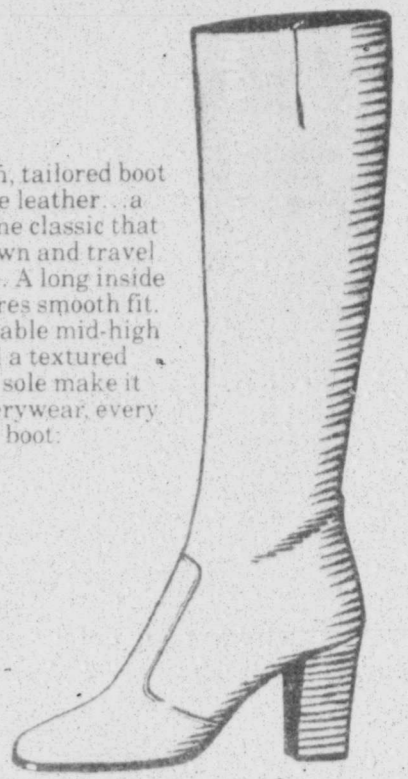 , tailored boot
e leather...a
ne classic that
wn and travel
. A long inside
res smooth fit.
able mid-high
a textured
sole make it
erywear, every
boot: